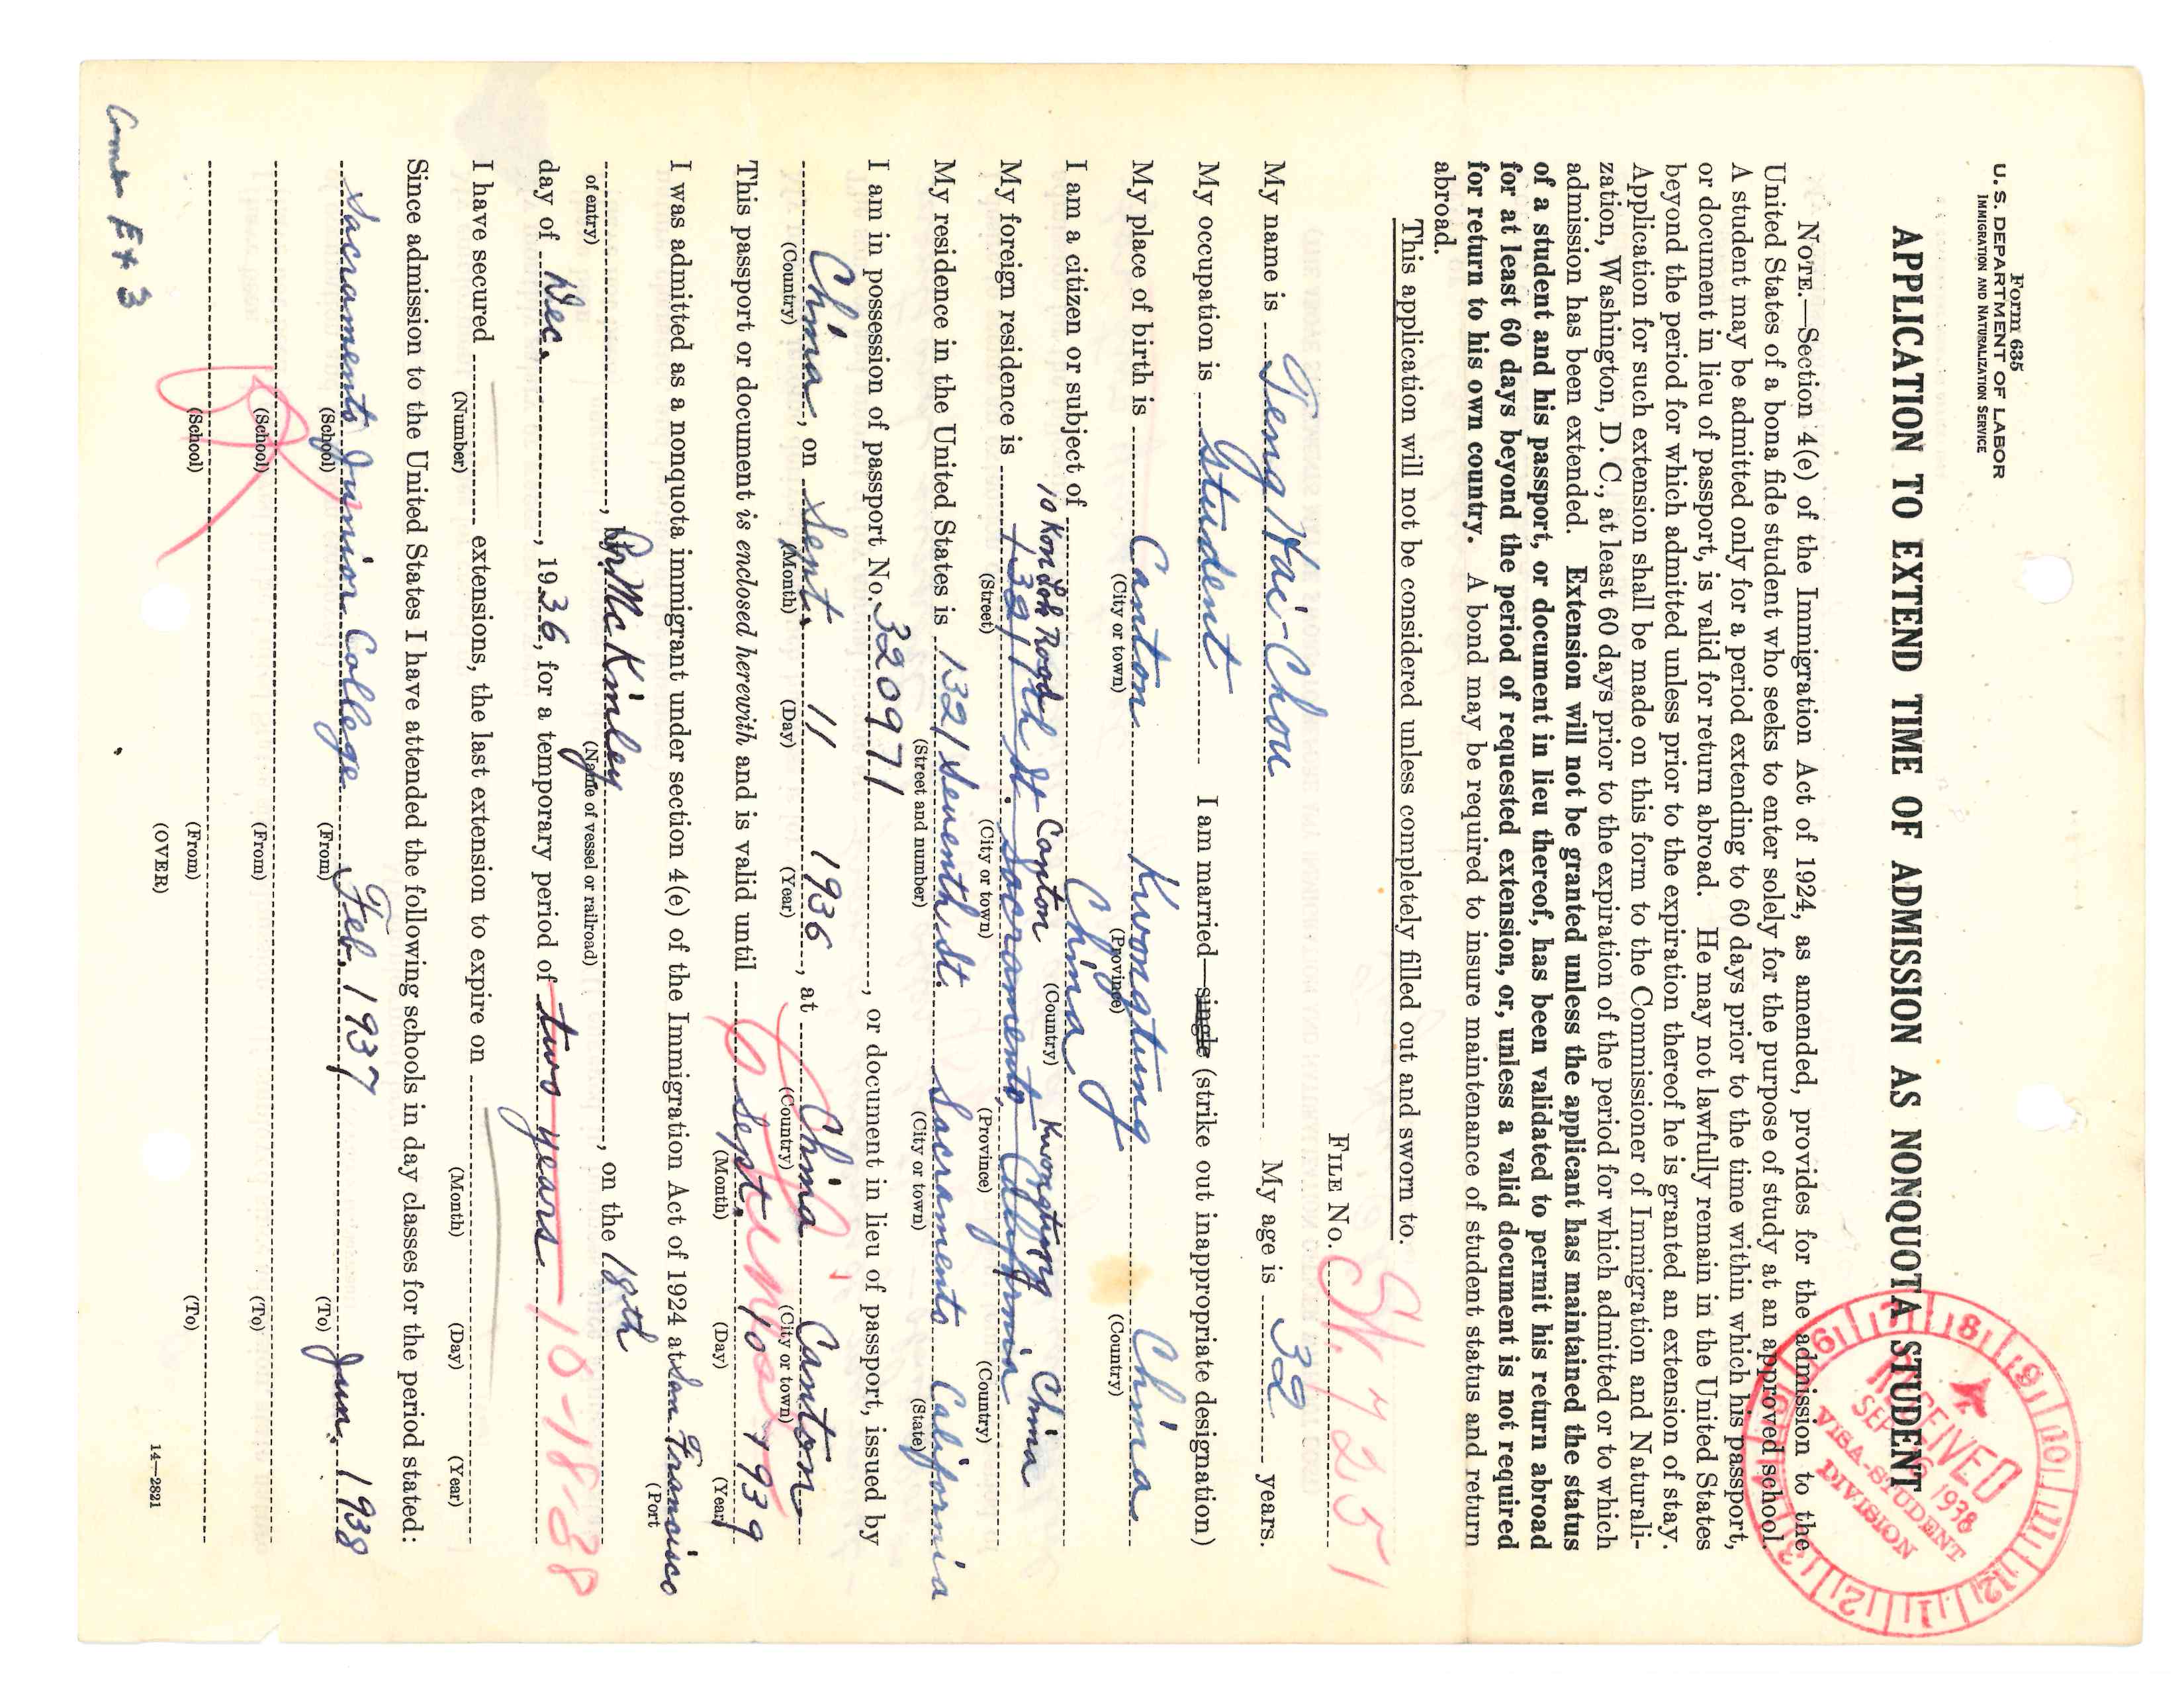 Form 635
U. S. DEPARTMENT OF LABOR
IMMIGRATION AND NATURALIZATION SERVICE
10 11 12 1 2 3 4 5 6 7 8 9
RECEIVED
SEP 16 1938
VISA-STUDENT
DIVISION
APPLICATION TO EXTEND TIME OF ADMISSION AS NONQUOTA STUDENT
NOTE.—Section 4(e) of the Immigration Act of 1924, as amended, provides for the admission to the
United States of a bona fide student who seeks to enter solely for the purpose of study at an approved school.
A student may be admitted only for a period extending to 60 days prior to the time within which his passport,
or document in lieu of passport, is valid for return abroad. He may not lawfully remain in the United States
beyond the period for which admitted unless prior to the expiration thereof he is granted an extension of stay.
Application for such extension shall be made on this form to the Commissioner of Immigration and Naturali-
zation, Washington, D. C., at least 60 days prior to the expiration of the period for which admitted or to which
admission has been extended. Extension will not be granted unless the applicant has maintained the status
of a student and his passport, or document in lieu thereof, has been validated to permit his return abroad
for at least 60 days beyond the period of requested extension, or, unless a valid document is not required
for return to his own country. A bond may be required to insure maintenance of student status and return
abroad.
This application will not be considered unless completely filled out and sworn to.
FILE No. St. 7251
My name is Teng Hai-Chou My age is 32 years.
My occupation is student I am married—single (strike out inappropriate designation)
My place of birth is Canton Kwongtung China
(City or town) (Province) (Country)
I am a citizen or subject of China
(Country)
10 Kon Loh Road Canton Kwongtung China
My foreign residence is 1321 7th St. Sacramento, California
(Street) (City or town) (Province) (Country)
My residence in the United States is 1321 Seventh St. Sacramento California
(Street and number) (City or town) (State)
I am in possession of passport No. 320971, or document in lieu of passport, issued by
China, on Sept. 11 1936, at China Canton
(Country) (Month) (Day) (Year) (Country) (City or town)
This passport or document is enclosed herewith and is valid until Sept. 10 1939
(Month) (Day) (Year)
I was admitted as a nonquota immigrant under section 4(e) of the Immigration Act of 1924 at San Francisco
(Port
, McKinley, on the 18th
of entry) (Name of vessel or railroad)
day of Dec., 1936, for a temporary period of two years 10-18-38
I have secured extensions, the last extension to expire on
(Number) (Month) (Day) (Year)
Since admission to the United States I have attended the following schools in day classes for the period stated:
Sacramento Junior College Feb. 1937 Jun. 1938
(School) (From) (To)
OK
(School) (From) (To)
(School) (From) (To)
(OVER)
14—2821
Ex 3